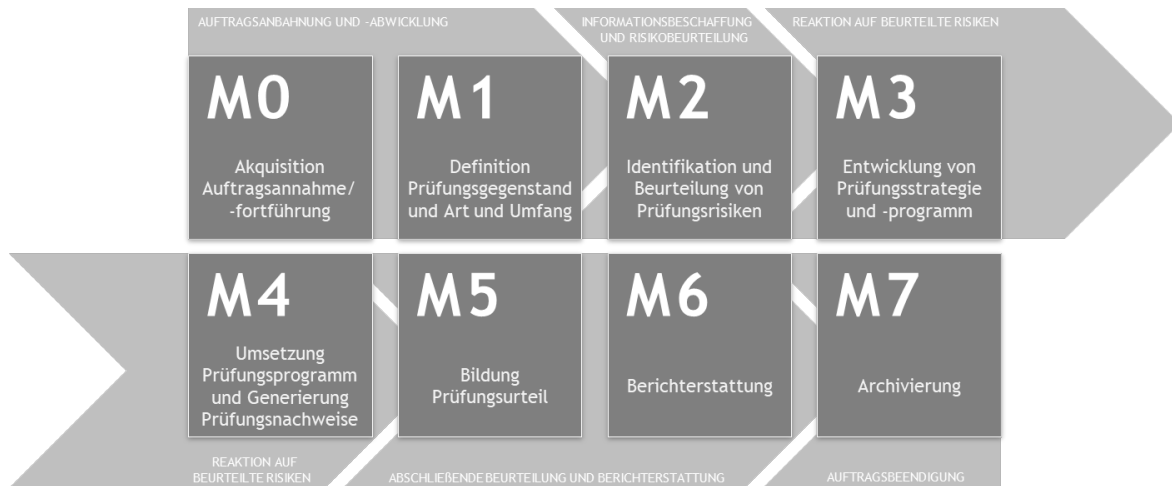 AUFTRAGSANBAHNUNG UND -ABWICKLUNG
INFORMATIONSBESCHAFFUNG
UND RISIKOBEURTEILUNG
REAKTION AUF BEURTEILTE RISIKEN
M0
Akquisition
Auftragsannahme/
-fortführung
M1
Definition
Prüfungsgegenstand
und Art und Umfang
M2
Identifikation und
Beurteilung von
Prüfungsrisiken
M3
Entwicklung von
Prüfungsstrategie
und -programm
M4
Umsetzung
Prüfungsprogramm
und Generierung
Prüfungsnachweise
M5
Bildung
Prüfungsurteil
M6
Berichterstattung
M7
Archivierung
REAKTION AUF
BEURTEILTE RISIKEN
ABSCHLIEßENDE BEURTEILUNG UND BERICHTERSTATTUNG
AUFTRAGSBEENDIGUNG